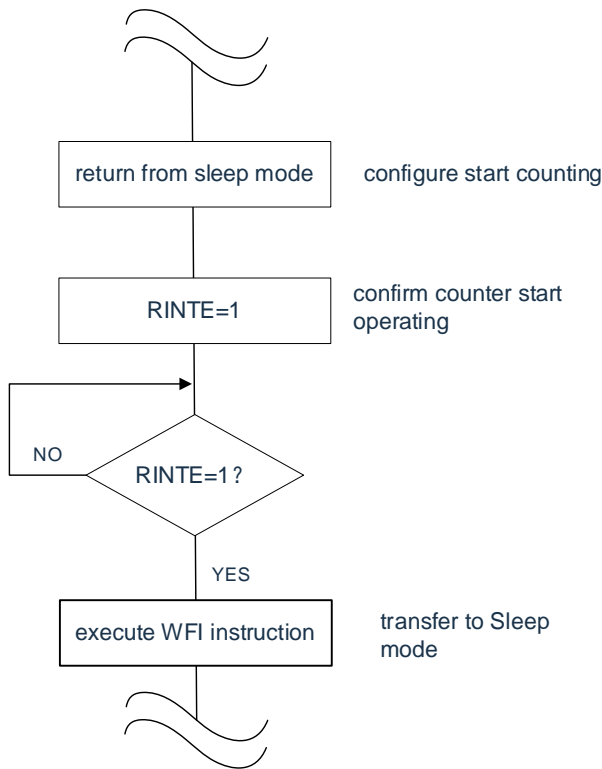 return from sleep mode
configure start counting
RINTE=1
confirm counter start
operating
NO
RINTE=1?
YES
execute WFI instruction
transfer to Sleep
mode